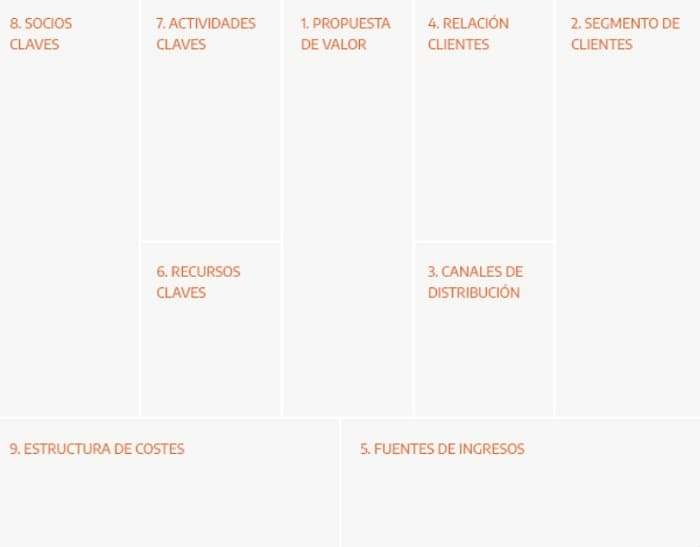 8. SOCIOS
CLAVES
7. ACTIVIDADES
CLAVES
1. PROPUESTA
DE VALOR
4. RELACIÓN
CLIENTES
2. SEGMENTO DE
CLIENTES
6. RECURSOS
CLAVES
3. CANALES DE
DISTRIBUCIÓN
9. ESTRUCTURA DE COSTES
5. FUENTES DE INGRESOS